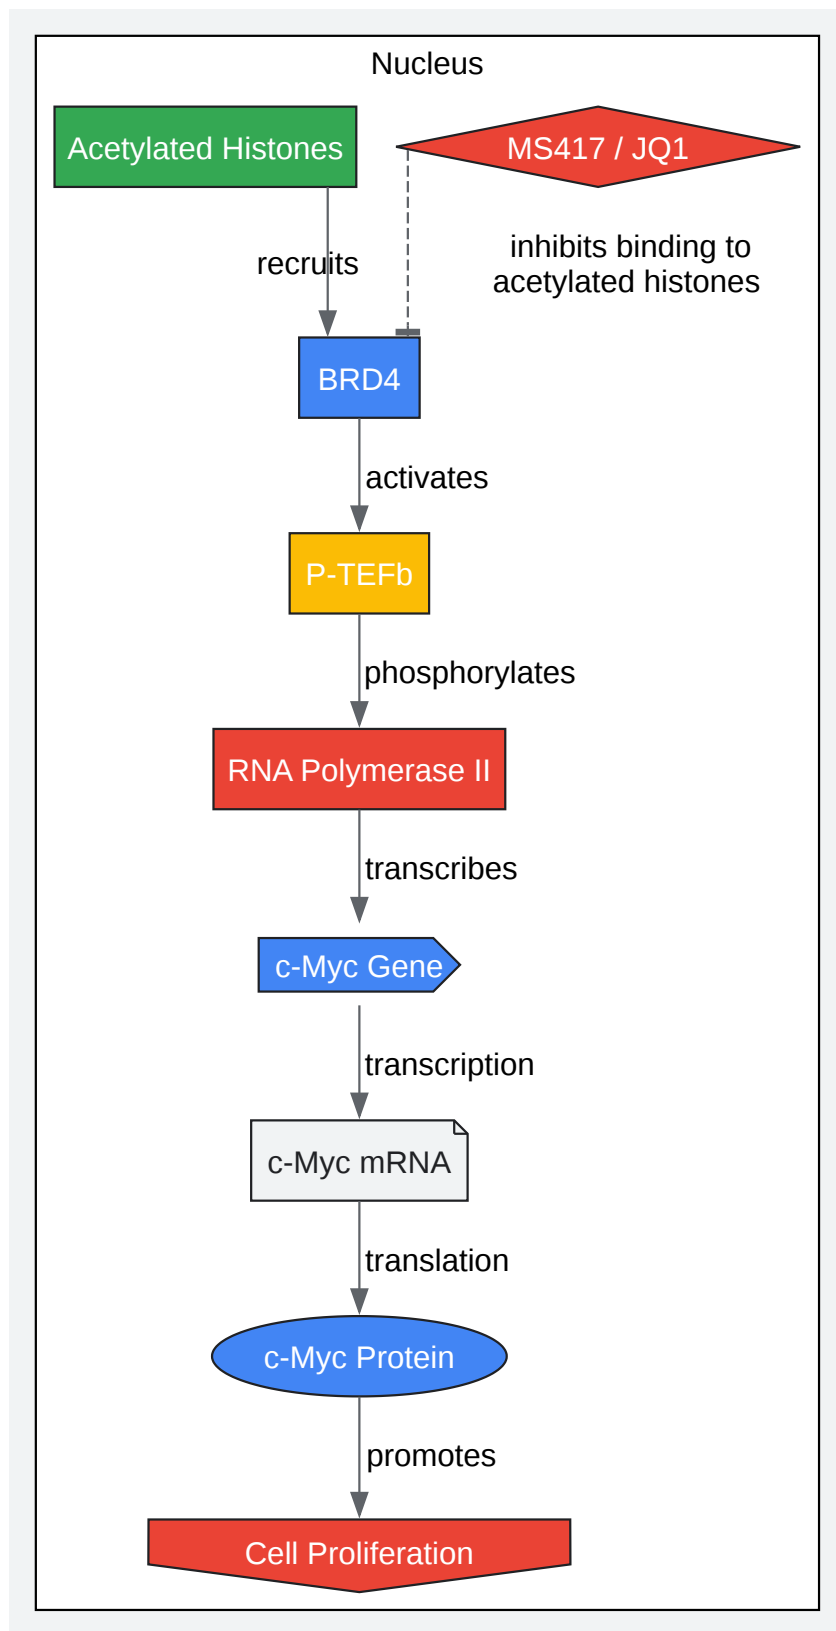 Nucleus
Acetylated Histones
MS417 / JQ1
recruits
inhibits binding to
acetylated histones
BRD4
activates
P-TEFb
phosphorylates
RNA Polymerase II
transcribes
c-Myc Gene
transcription
c-Myc mRNA
translation
c-Myc Protein
promotes
Cell Proliferation